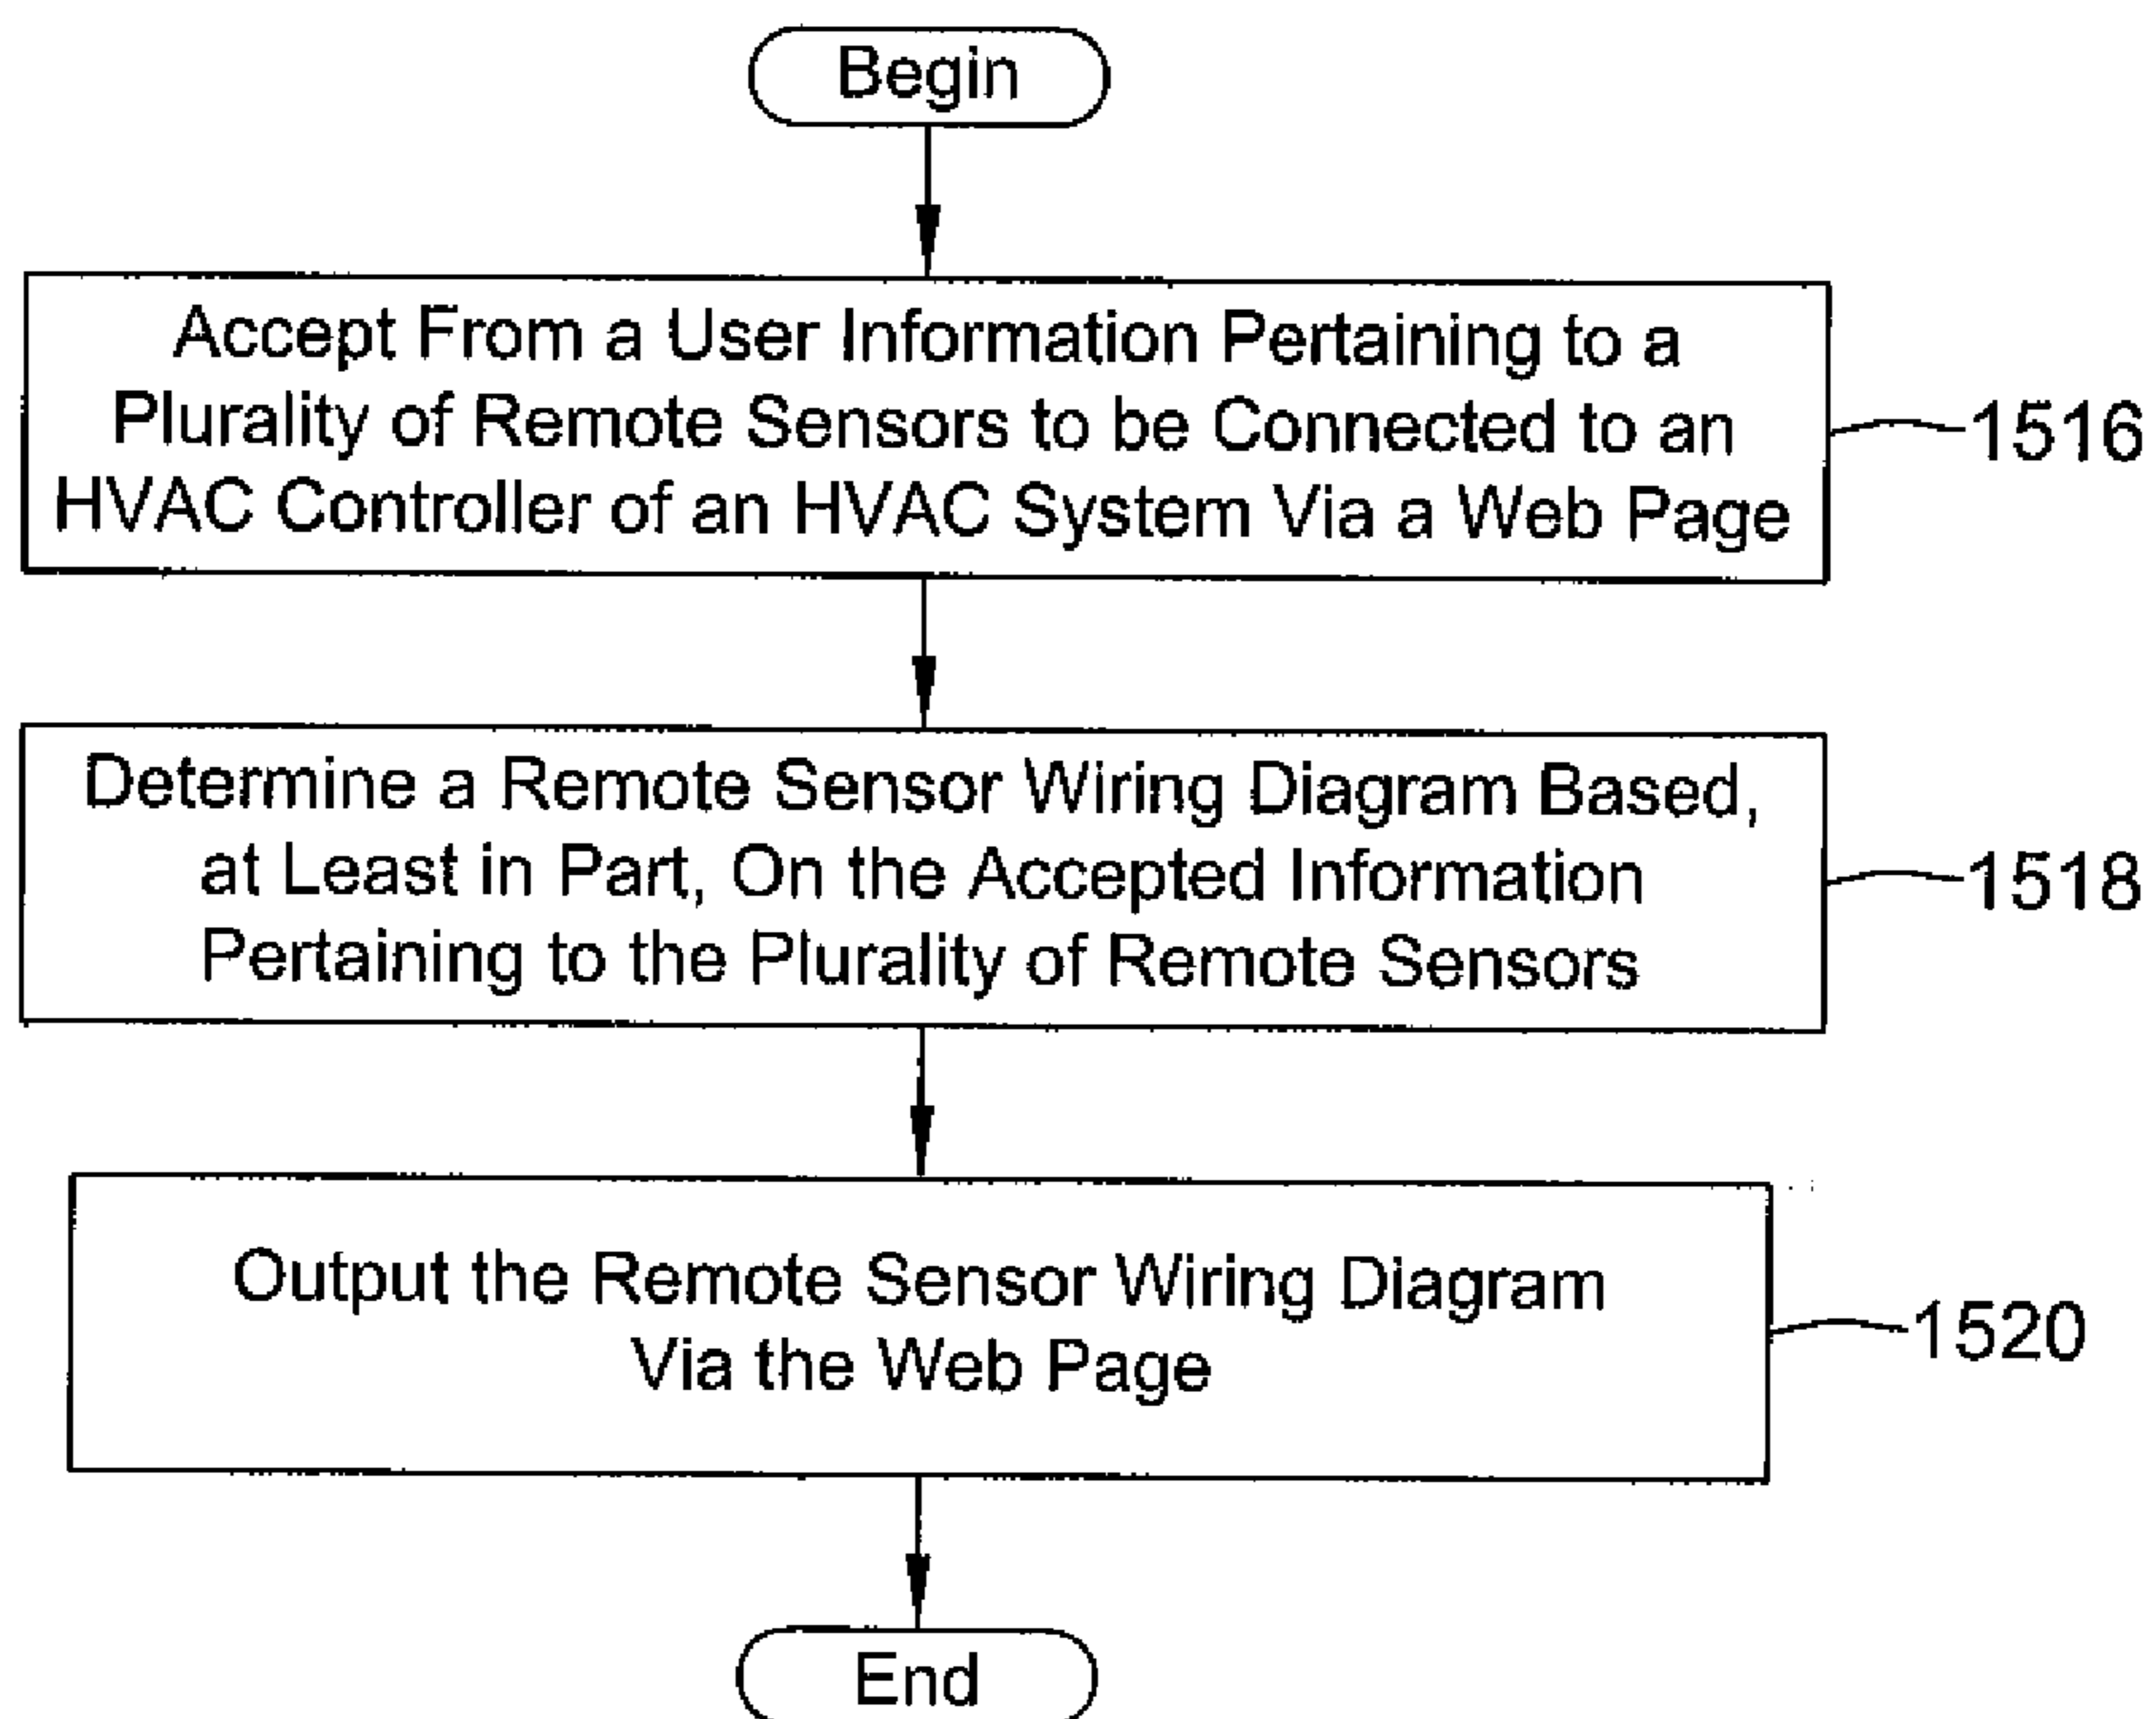 Begin
Accept From a User Information Pertaining to a
Plurality of Remote Sensors to be Connected to an
HVAC Controller of an HVAC System Via a Web Page
1516
Determine a Remote Sensor Wiring Diagram Based,
at Least in Part, On the Accepted Information
Pertaining to the Plurality of Remote Sensors
1518
Output the Remote Sensor Wiring Diagram
Via the Web Page
1520
End